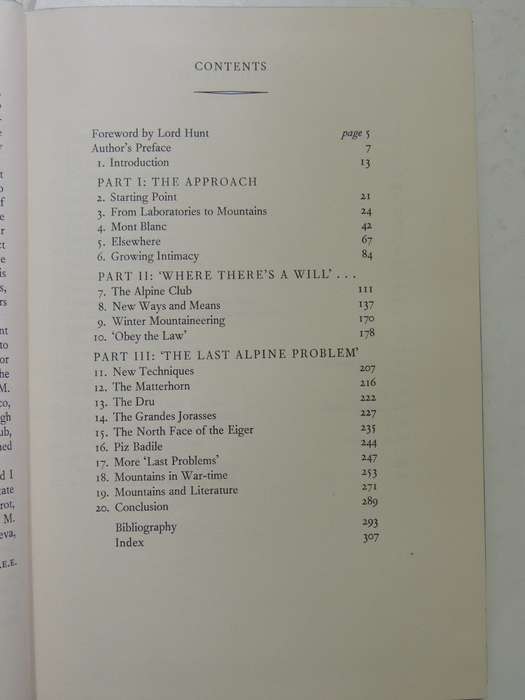 CONTENTS
Foreword by Lord Hunt page 5
Author's Preface 7
1. Introduction 13
PART I: THE APPROACH
2. Starting Point 21
3. From Laboratories to Mountains 24
4. Mont Blanc 42
5. Elsewhere 67
6. Growing Intimacy 84
PART II: 'WHERE THERE'S A WILL' . . .
7. The Alpine Club 111
8. New Ways and Means 137
9. Winter Mountaineering 170
10. 'Obey the Law' 178
PART III: 'THE LAST ALPINE PROBLEM'
11. New Techniques 207
12. The Matterhorn 216
13. The Dru 222
14. The Grandes Jorasses 227
15. The North Face of the Eiger 235
16. Piz Badile 244
17. More 'Last Problems' 247
18. Mountains in War-time 253
19. Mountains and Literature 271
20. Conclusion 289
Bibliography 293
Index 307